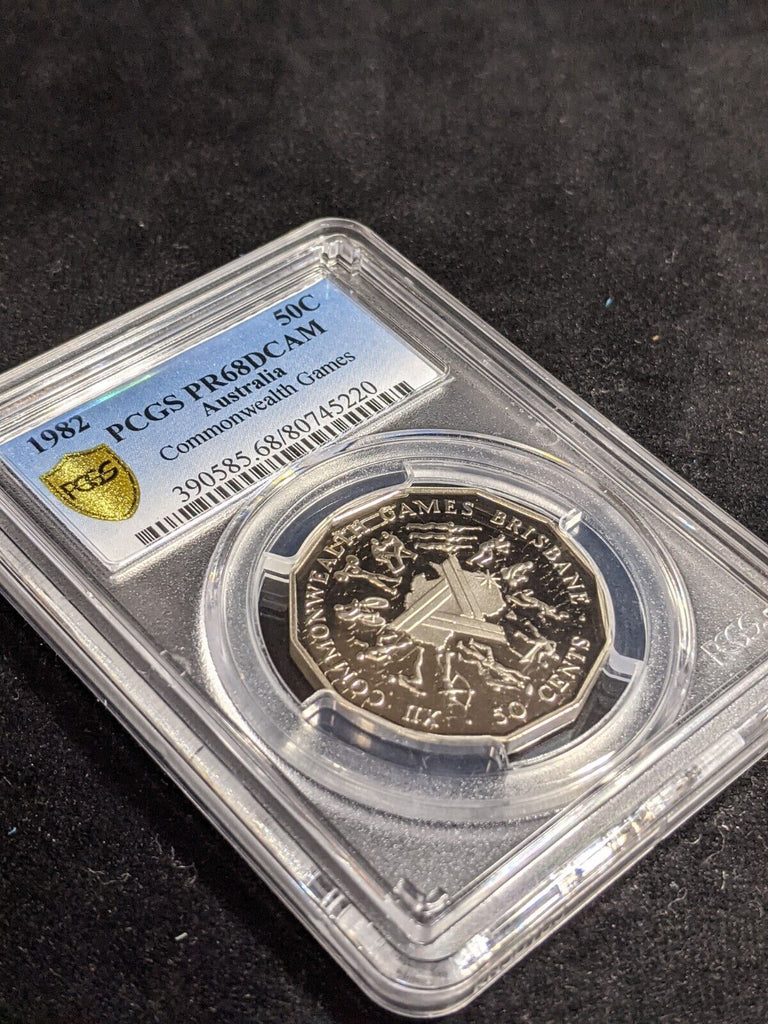 1982
50C
PCGS PR68DCAM
Australia
Commonwealth Games
390585.68/80745220
PCGS
XII COMMONWEALTH GAMES BRISBANE
50 CENTS
PCGS